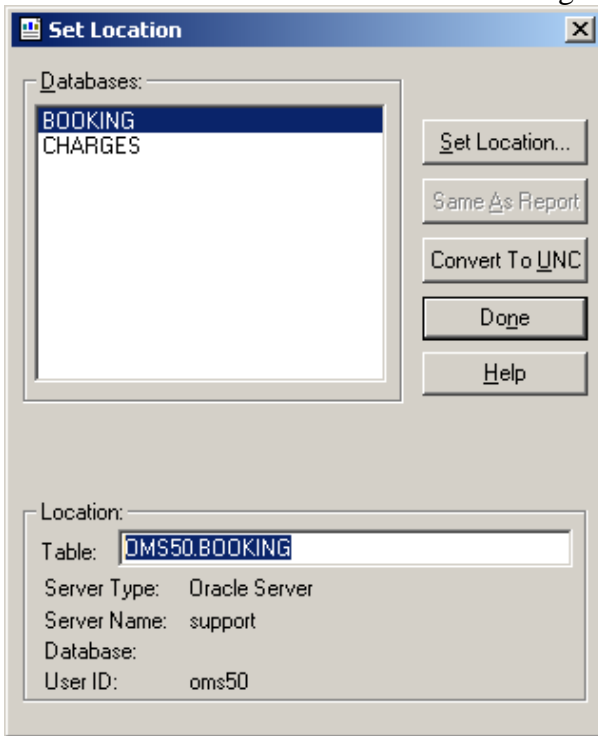 Set Location
Databases:
BOOKING
CHARGES
Set Location...
Same As Report
Convert To UNC
Done
Help
Location:
Table: OMS50.BOOKING
Server Type: Oracle Server
Server Name: support
Database:
User ID: oms50